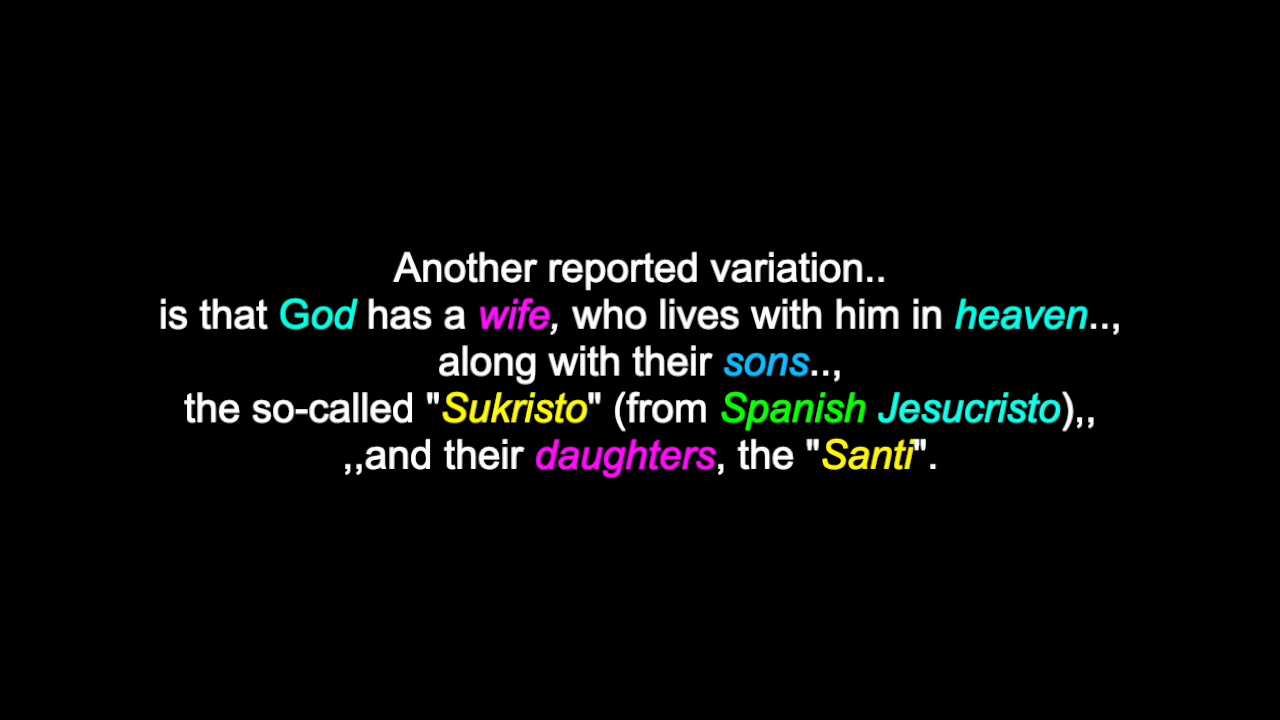 Another reported variation..
is that God has a wife, who lives with him in heaven..,
along with their sons..,
the so-called "Sukristo" (from Spanish Jesucristo),,
,,and their daughters, the "Santi".